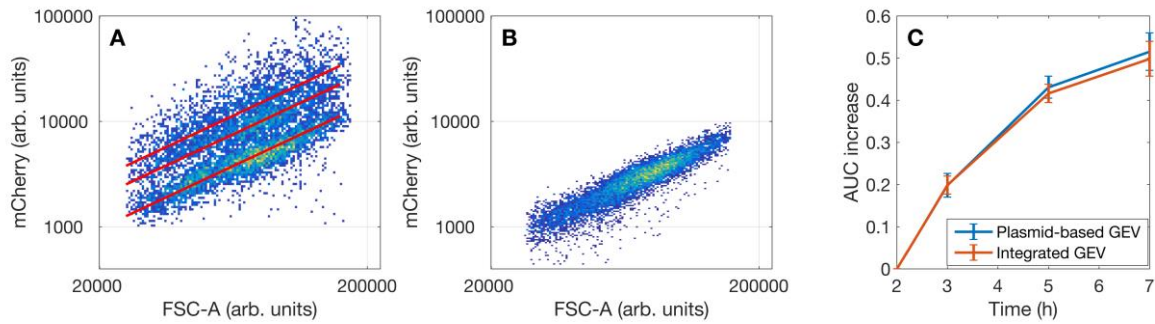 A
mCherry (arb. units)
100000
10000
1000
20000
200000
FSC-A (arb. units)
B
mCherry (arb. units)
100000
10000
1000
20000
200000
FSC-A (arb. units)
C
AUC increase
0.6
0.5
0.4
0.3
0.2
0.1
0
2
3
4
5
6
7
Time (h)
Plasmid-based GEV
Integrated GEV